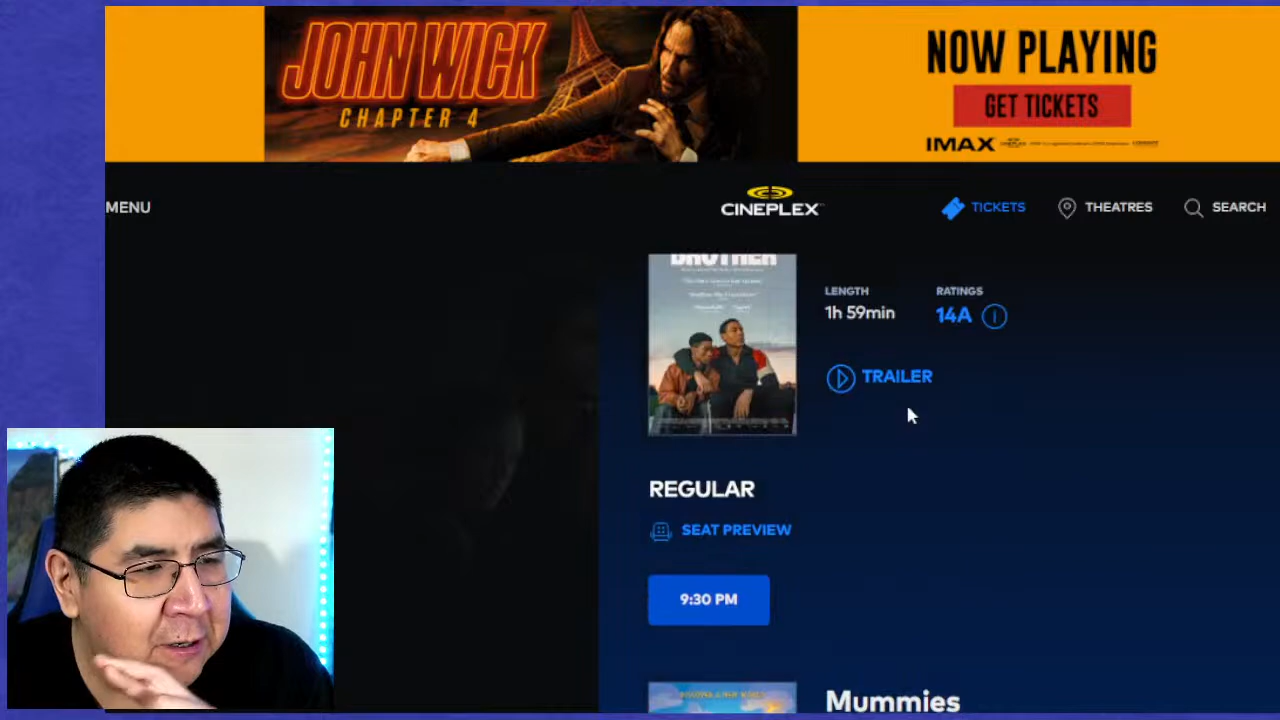 JOHN WICK
CHAPTER 4
NOW PLAYING
GET TICKETS
IMAX
MENU
CINEPLEX
TICKETS
THEATRES
SEARCH
BROTHER
LENGTH
1h 59min
RATINGS
14A
TRAILER
REGULAR
SEAT PREVIEW
9:30 PM
Mummies